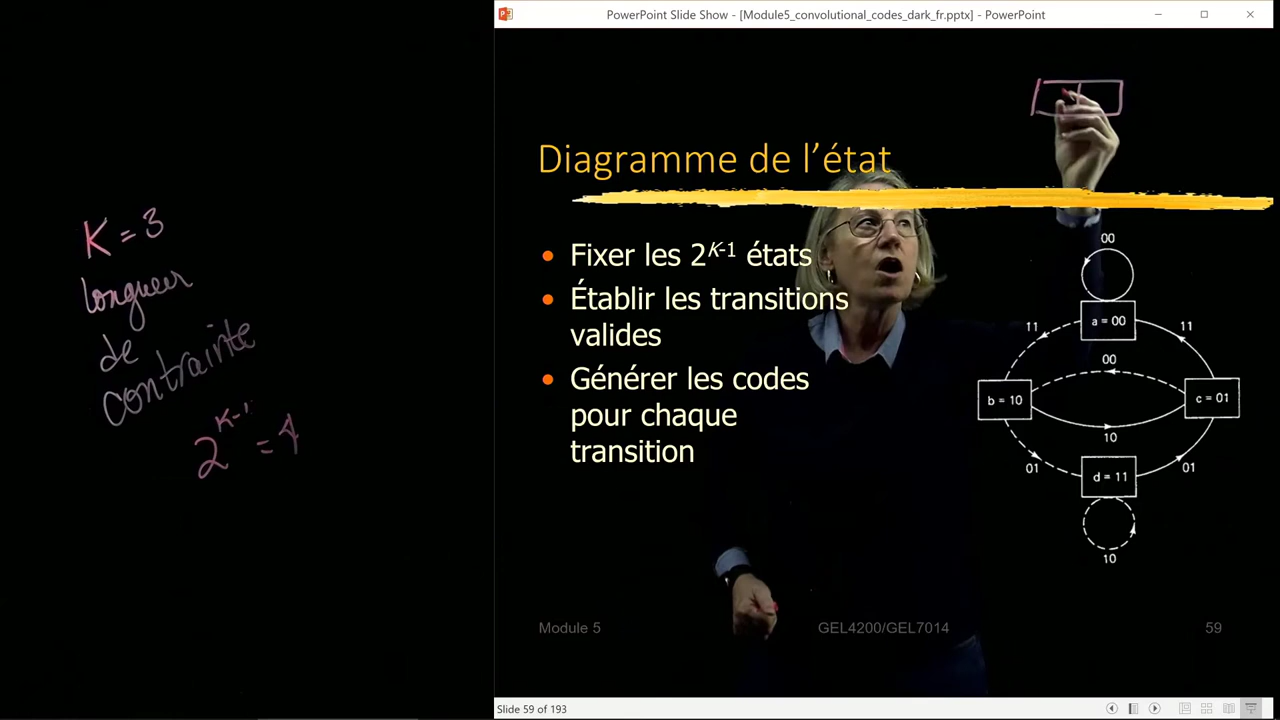 PowerPoint Slide Show - [Module5_convolutional_codes_dark_fr.pptx] - PowerPoint
Diagramme de l'état
K = 3
longueur
de
contrainte
2^K-1 = 4
Fixer les 2^K-1 états
Établir les transitions
valides
Générer les codes
pour chaque
transition
00
a = 00
11
11
00
b = 10
c = 01
10
01
d = 11
01
10
Module 5
GEL4200/GEL7014
59
Slide 59 of 193